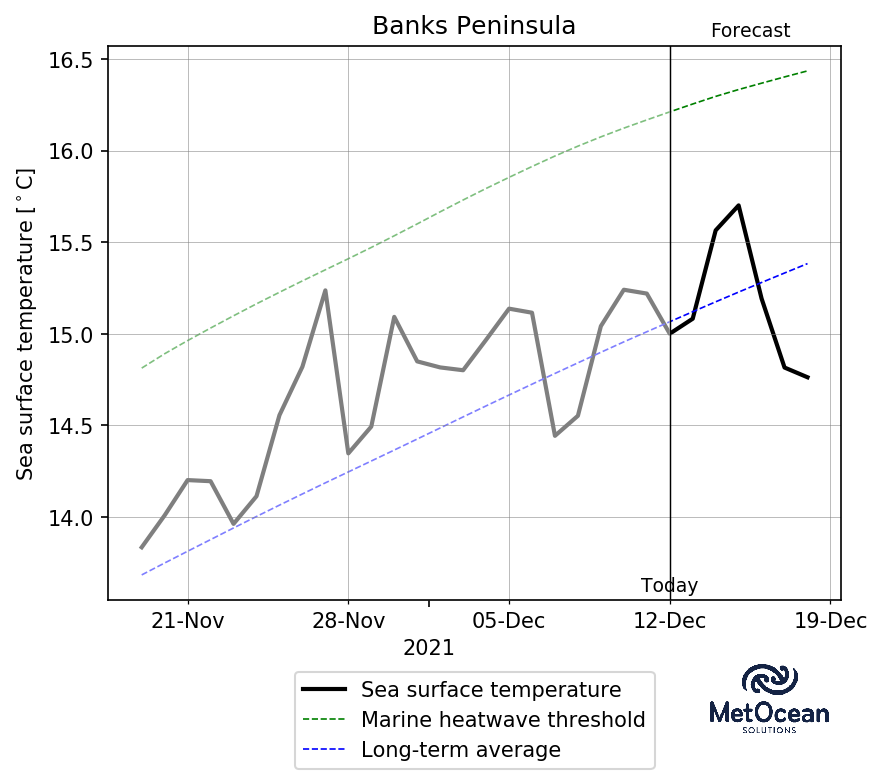 Banks Peninsula
Forecast
Sea surface temperature [°C]
16.5
16.0
15.5
15.0
14.5
14.0
Today
21-Nov 28-Nov 05-Dec 12-Dec 19-Dec
2021
Sea surface temperature
Marine heatwave threshold
Long-term average
MetOcean
SOLUTIONS